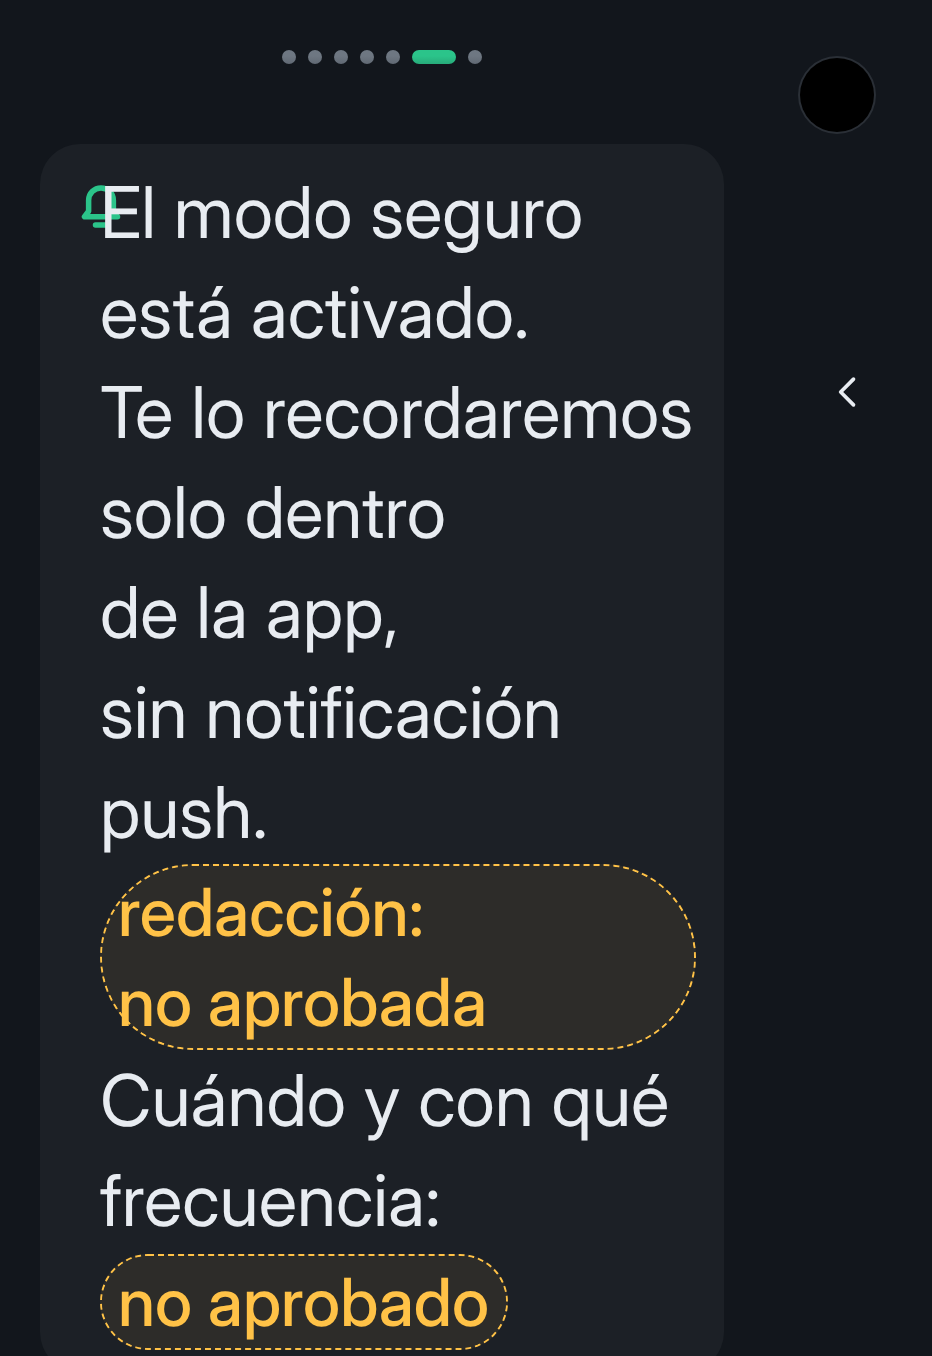 El modo seguro
está activado.
Te lo recordaremos
solo dentro
de la app,
sin notificación
push.
redacción:
no aprobada
Cuándo y con qué
frecuencia:
no aprobado